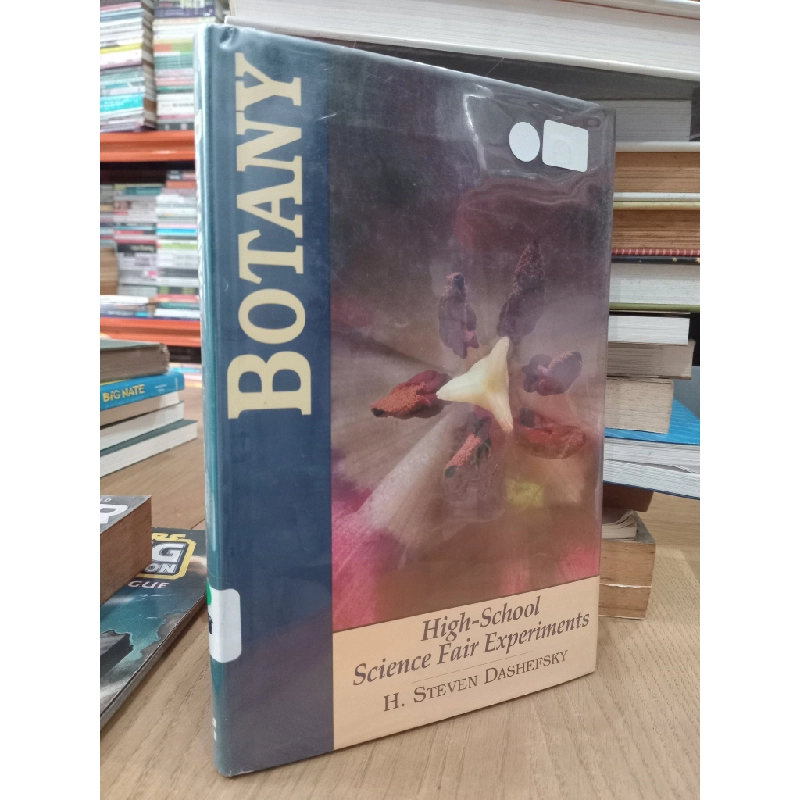 BOTANY
High-School
Science Fair Experiments
H. STEVEN DASHEFSKY
BIG NATE